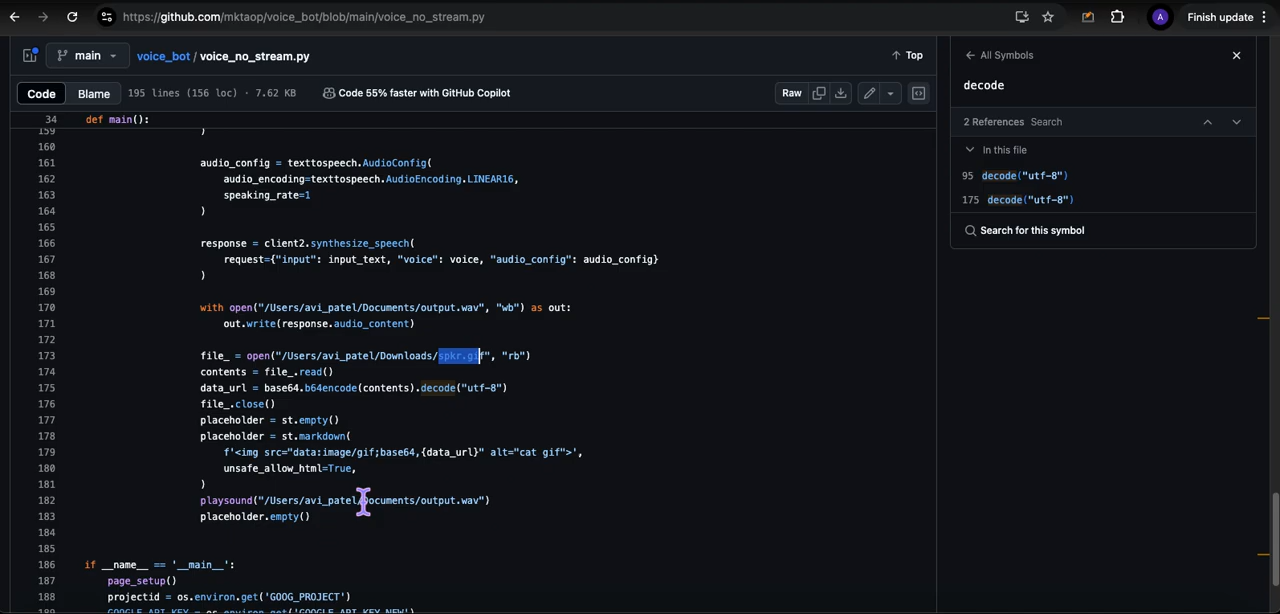 https://github.com/mktaop/voice_bot/blob/main/voice_no_stream.py
A
Finish update
main
voice_bot / voice_no_stream.py
Top
All Symbols
Code
Blame
195 lines (156 loc) · 7.62 KB
Code 55% faster with GitHub Copilot
Raw
decode
34 def main():
2 References Search
159 )
160
In this file
161 audio_config = texttospeech.AudioConfig(
162 audio_encoding=texttospeech.AudioEncoding.LINEAR16,
95 decode("utf-8")
163 speaking_rate=1
175 decode("utf-8")
164 )
165
Search for this symbol
166 response = client2.synthesize_speech(
167 request={"input": input_text, "voice": voice, "audio_config": audio_config}
168 )
169
170 with open("/Users/avi_patel/Documents/output.wav", "wb") as out:
171 out.write(response.audio_content)
172
173 file_ = open("/Users/avi_patel/Downloads/spkr.gif", "rb")
174 contents = file_.read()
175 data_url = base64.b64encode(contents).decode("utf-8")
176 file_.close()
177 placeholder = st.empty()
178 placeholder = st.markdown(
179 f'<img src="data:image/gif;base64,{data_url}" alt="cat gif">',
180 unsafe_allow_html=True,
181 )
182 playsound("/Users/avi_patel/Documents/output.wav")
183 placeholder.empty()
184
185
186 if __name__ == '__main__':
187 page_setup()
188 projectid = os.environ.get('GOOG_PROJECT')
189 GOOGLE_API_KEY = os.environ.get('GOOGLE_API_KEY_NEW')